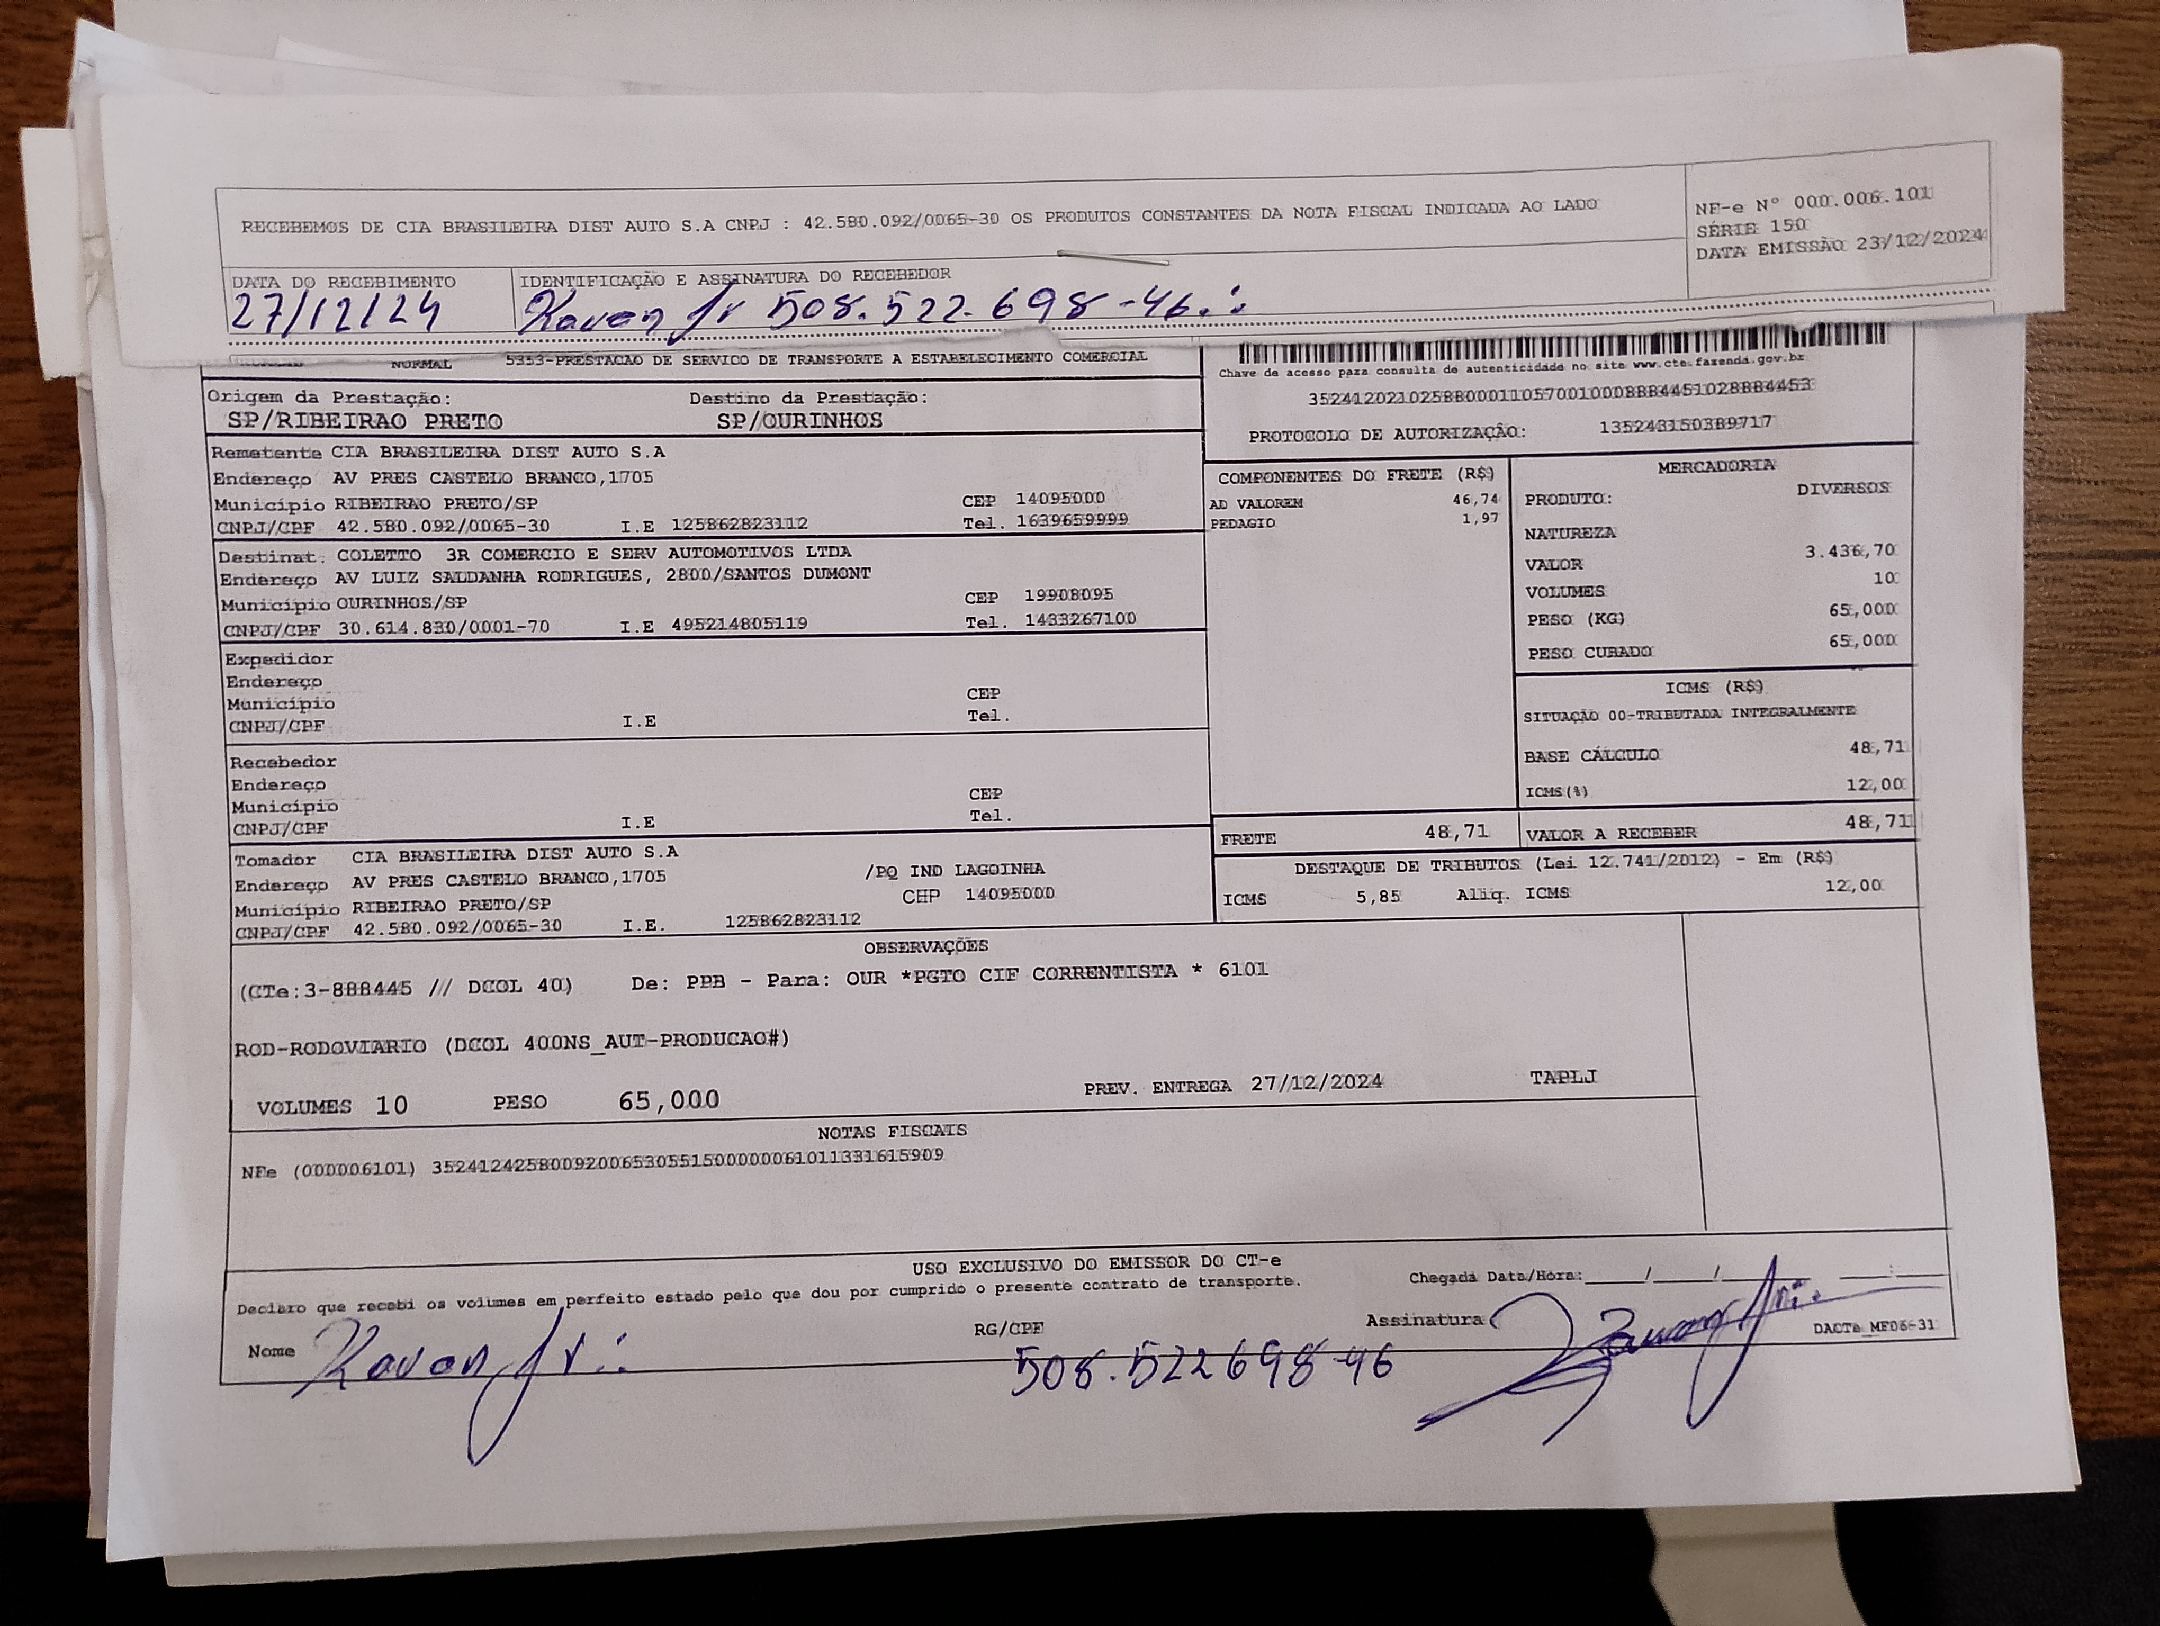 RECEBEMOS DE CIA BRASILEIRA DIST AUTO S.A CNPJ : 42.580.092/0065-30 OS PRODUTOS CONSTANTES DA NOTA FISCAL INDICADA AO LADO
NF-e Nº 000.006.101
SÉRIE 150
DATA EMISSÃO 23/12/2024
DATA DO RECEBIMENTO
27/12/24
IDENTIFICAÇÃO E ASSINATURA DO RECEBEDOR
Kauan Jr 508.522.698-46
NORMAL 5353-PRESTACAO DE SERVICO DE TRANSPORTE A ESTABELECIMENTO COMERCIAL
Chave de acesso para consulta de autenticidade no site www.cte.fazenda.gov.br
35241202102588000110570010008884451028884453
PROTOCOLO DE AUTORIZAÇÃO: 135243150389717
Origem da Prestação: Destino da Prestação:
SP/RIBEIRAO PRETO SP/OURINHOS
Remetente CIA BRASILEIRA DIST AUTO S.A
Endereço AV PRES CASTELO BRANCO,1705
Município RIBEIRAO PRETO/SP CEP 14095000
CNPJ/CPF 42.580.092/0065-30 I.E 125862823112 Tel. 1639659999
Destinat. COLETTO 3R COMERCIO E SERV AUTOMOTIVOS LTDA
Endereço AV LUIZ SALDANHA RODRIGUES, 2800/SANTOS DUMONT
Município OURINHOS/SP CEP 19908095
CNPJ/CPF 30.614.830/0001-70 I.E 495214805119 Tel. 1433267100
Expedidor
Endereço
Município CEP
CNPJ/CPF I.E Tel.
Recebedor
Endereço
Município CEP
CNPJ/CPF I.E Tel.
Tomador CIA BRASILEIRA DIST AUTO S.A
Endereço AV PRES CASTELO BRANCO,1705 /PQ IND LAGOINHA
Município RIBEIRAO PRETO/SP CEP 14095000
CNPJ/CPF 42.580.092/0065-30 I.E. 125862823112
COMPONENTES DO FRETE (R$)
AD VALOREM 46,74
PEDAGIO 1,97
MERCADORIA
PRODUTO: DIVERSOS
NATUREZA
VALOR 3.436,70
VOLUMES 10
PESO (KG) 65,000
PESO CUBADO 65,000
ICMS (R$)
SITUAÇÃO 00-TRIBUTADA INTEGRALMENTE
BASE CÁLCULO 48,71
ICMS(%) 12,00
FRETE 48,71 VALOR A RECEBER 48,71
DESTAQUE DE TRIBUTOS (Lei 12.741/2012) - Em (R$)
ICMS 5,85 Aliq. ICMS 12,00
OBSERVAÇÕES
(CTe:3-888445 // DCOL 40) De: PPB - Para: OUR *PGTO CIF CORRENTISTA * 6101
ROD-RODOVIARIO (DCOL 400NS_AUT-PRODUCAO#)
VOLUMES 10 PESO 65,000 PREV. ENTREGA 27/12/2024 TAPLJ
NOTAS FISCAIS
NFe (000006101) 35241242580092006530551500000061011331615909
USO EXCLUSIVO DO EMISSOR DO CT-e
Declaro que recebi os volumes em perfeito estado pelo que dou por cumprido o presente contrato de transporte.
Chegada Data/Hora: ____/____/____ ____:____
Nome Kauan Jr RG/CPF 508.522698-46 Assinatura
DACTe_MF06-31